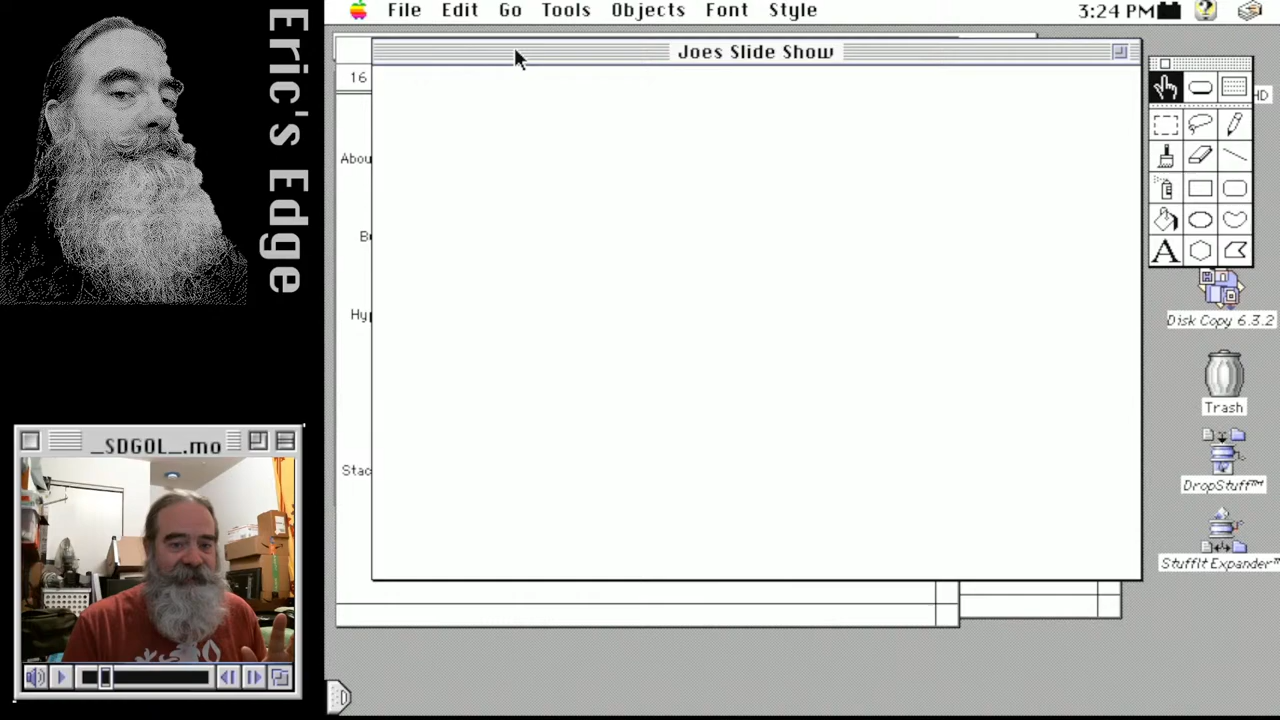 Eric's Edge
File Edit Go Tools Objects Font Style
3:24 PM
Joes Slide Show
16
HD
Abou
B
Hyp
Stac
A
Disk Copy 6.3.2
Trash
DropStuff™
StuffIt Expander™
_SDGOL_.mo